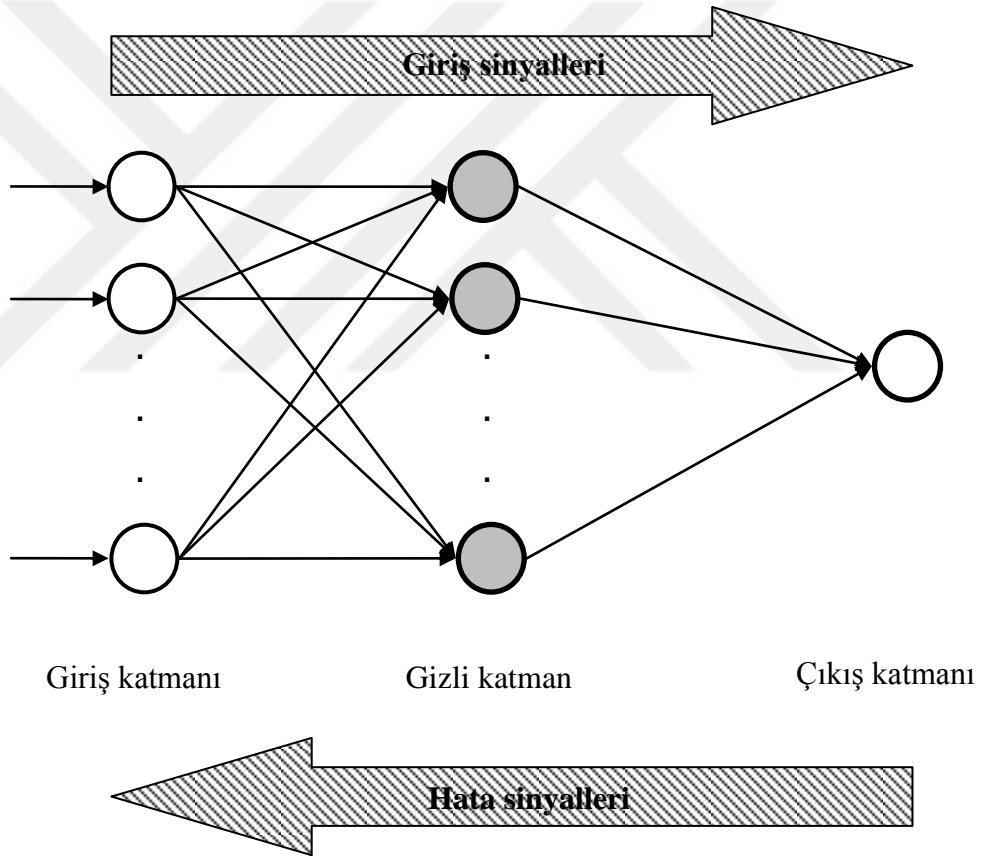 Giriş sinyalleri
Giriş katmanı
Gizli katman
Çıkış katmanı
Hata sinyalleri